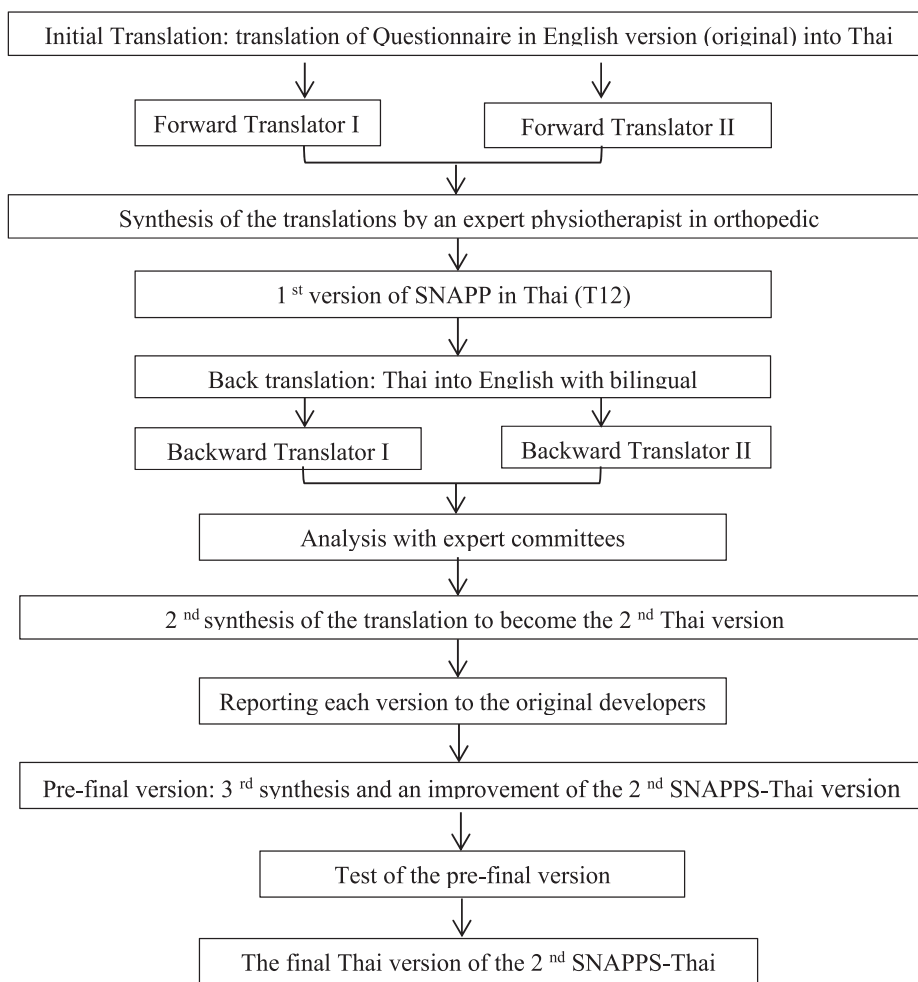 Initial Translation: translation of Questionnaire in English version (original) into Thai
Forward Translator I
Forward Translator II
Synthesis of the translations by an expert physiotherapist in orthopedic
1 st version of SNAPP in Thai (T12)
Back translation: Thai into English with bilingual
Backward Translator I
Backward Translator II
Analysis with expert committees
2 nd synthesis of the translation to become the 2 nd Thai version
Reporting each version to the original developers
Pre-final version: 3 rd synthesis and an improvement of the 2 nd SNAPPS-Thai version
Test of the pre-final version
The final Thai version of the 2 nd SNAPPS-Thai